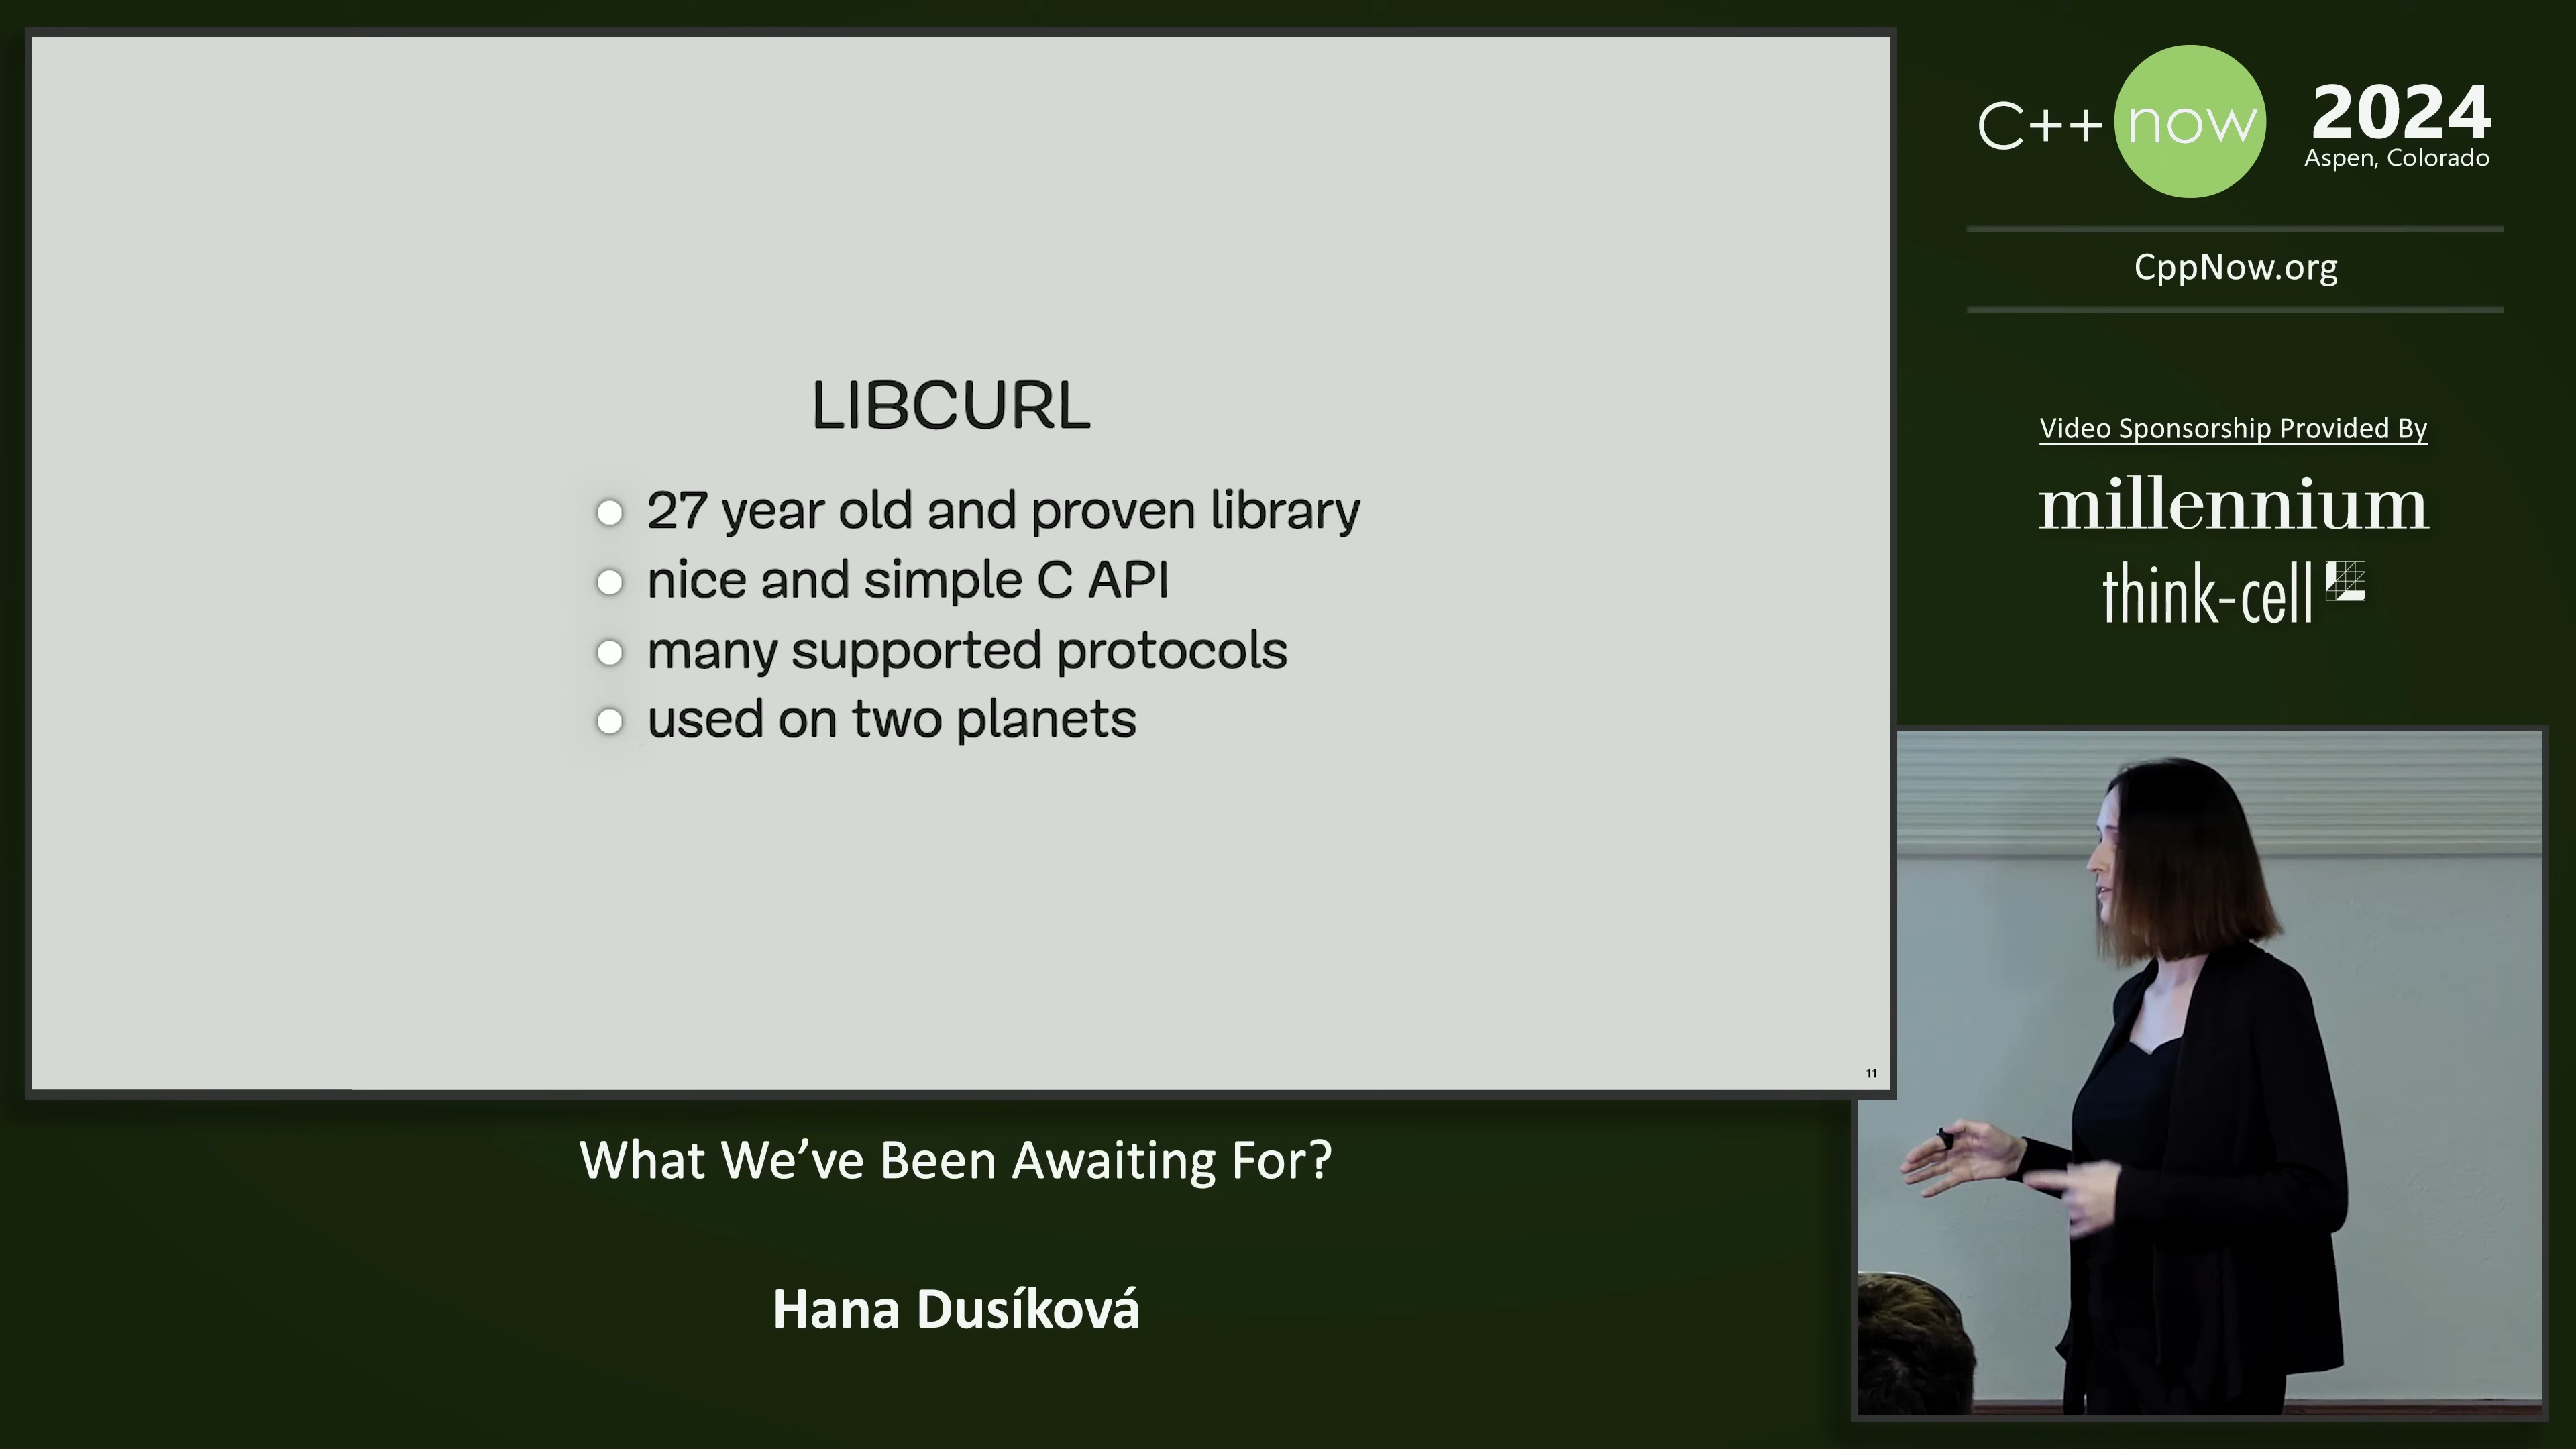 LIBCURL
27 year old and proven library
nice and simple C API
many supported protocols
used on two planets
11
C++ now
2024
Aspen, Colorado
CppNow.org
Video Sponsorship Provided By
millennium
think-cell
What We’ve Been Awaiting For?
Hana Dusíková